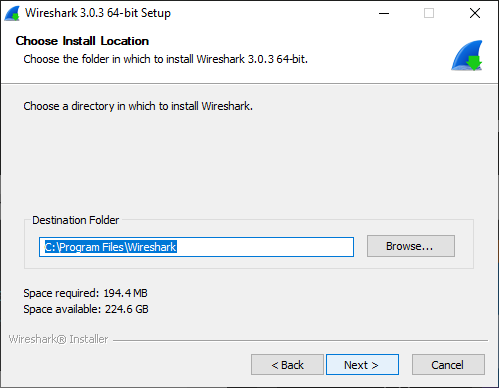 Wireshark 3.0.3 64-bit Setup
Choose Install Location
Choose the folder in which to install Wireshark 3.0.3 64-bit.
Choose a directory in which to install Wireshark.
Destination Folder
C:\Program Files\Wireshark
Browse...
Space required: 194.4 MB
Space available: 224.6 GB
Wireshark® Installer
< Back
Next >
Cancel